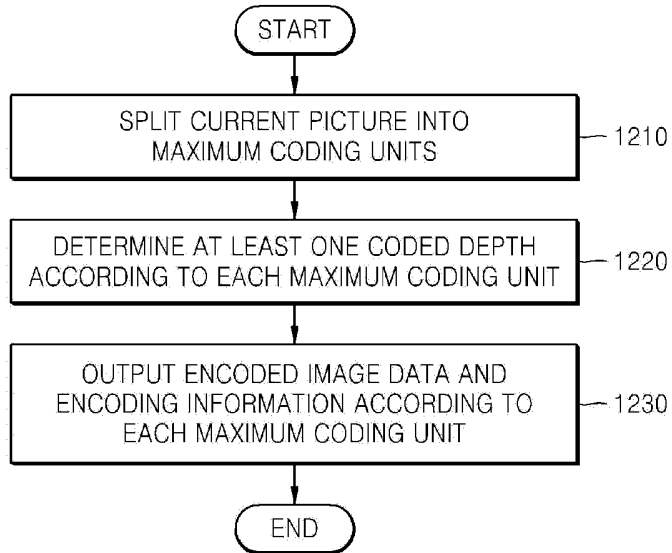 START
SPLIT CURRENT PICTURE INTO
MAXIMUM CODING UNITS
1210
DETERMINE AT LEAST ONE CODED DEPTH
ACCORDING TO EACH MAXIMUM CODING UNIT
1220
OUTPUT ENCODED IMAGE DATA AND
ENCODING INFORMATION ACCORDING TO
EACH MAXIMUM CODING UNIT
1230
END